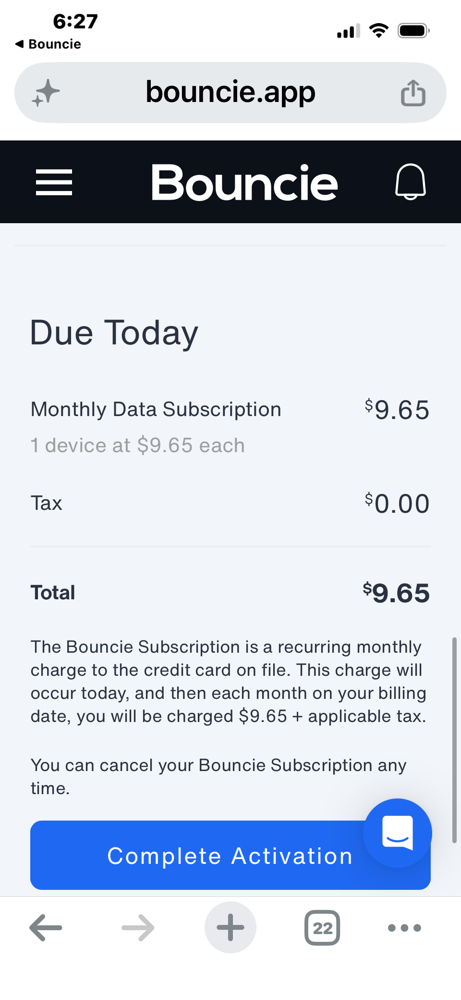 6:27
◀ Bouncie
bouncie.app
Bouncie
Due Today
Monthly Data Subscription $9.65
1 device at $9.65 each
Tax $0.00
Total $9.65
The Bouncie Subscription is a recurring monthly
charge to the credit card on file. This charge will
occur today, and then each month on your billing
date, you will be charged $9.65 + applicable tax.
You can cancel your Bouncie Subscription any
time.
Complete Activation
22